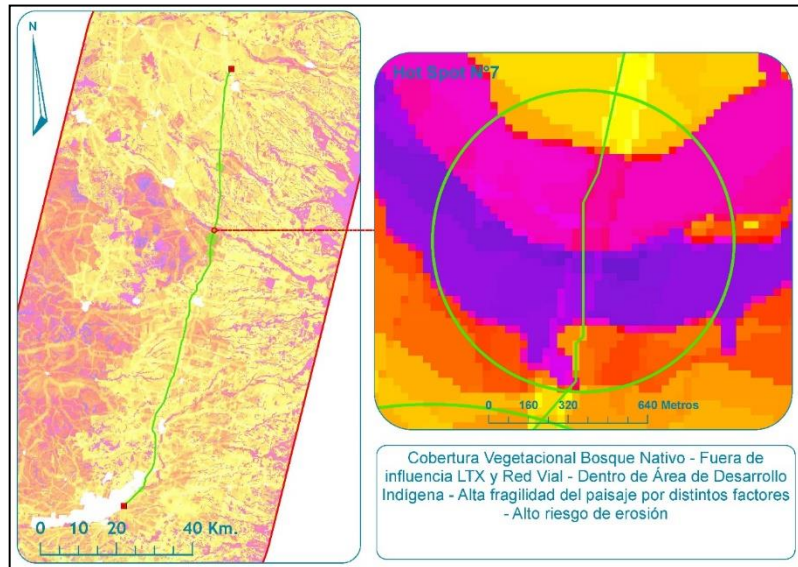 N
0 20 40 Km.
Hot Spot N°7
0 160 320 640 Metros
Cobertura Vegetacional Bosque Nativo - Fuera de
influencia LTX y Red Vial - Dentro de Área de Desarrollo
Indígena - Alta fragilidad del paisaje por distintos factores
- Alto riesgo de erosión